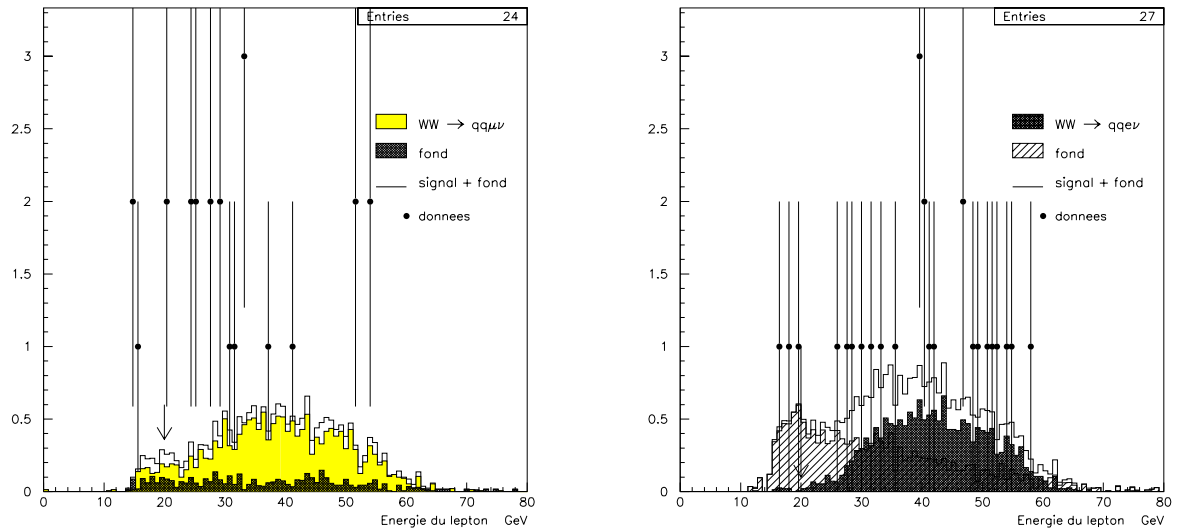 Entries 24
3
2.5
2
1.5
1
0.5
0
WW → qqμν
fond
signal + fond
donnees
0 10 20 30 40 50 60 70 80
Energie du lepton GeV
Entries 27
3
2.5
2
1.5
1
0.5
0
WW → qqeν
fond
signal + fond
donnees
0 10 20 30 40 50 60 70 80
Energie du lepton GeV